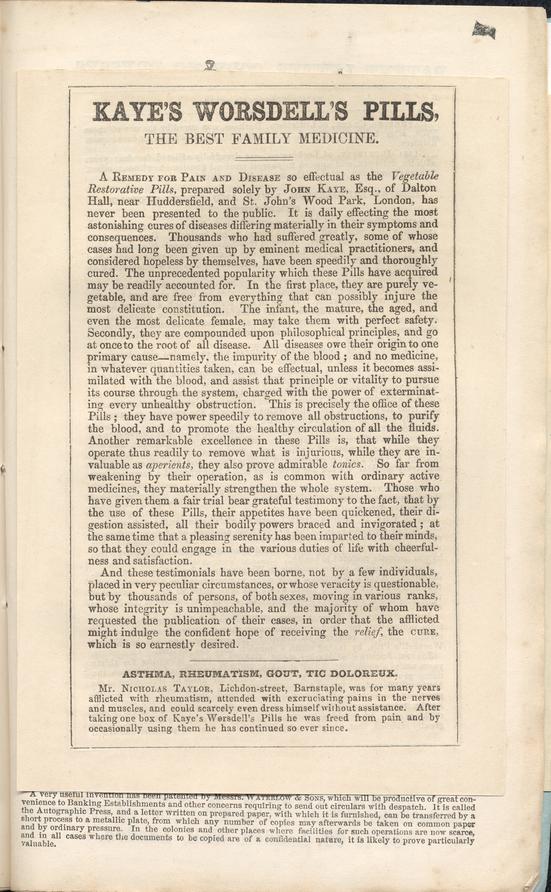 KAYE'S WORSDELL'S PILLS,
THE BEST FAMILY MEDICINE.
A REMEDY FOR PAIN AND DISEASE so effectual as the Vegetable
Restorative Pills, prepared solely by JOHN KAYE, Esq., of Dalton
Hall, near Huddersfield, and St. John's Wood Park, London, has
never been presented to the public. It is daily effecting the most
astonishing cures of diseases differing materially in their symptoms and
consequences. Thousands who had suffered greatly, some of whose
cases had long been given up by eminent medical practitioners, and
considered hopeless by themselves, have been speedily and thoroughly
cured. The unprecedented popularity which these Pills have acquired
may be readily accounted for. In the first place, they are purely ve-
getable, and are free from everything that can possibly injure the
most delicate constitution. The infant, the mature, the aged, and
even the most delicate female, may take them with perfect safety.
Secondly, they are compounded upon philosophical principles, and go
at once to the root of all disease. All diseases owe their origin to one
primary cause—namely, the impurity of the blood; and no medicine,
in whatever quantities taken, can be effectual, unless it becomes assi-
milated with the blood, and assist that principle or vitality to pursue
its course through the system, charged with the power of exterminat-
ing every unhealthy obstruction. This is precisely the office of these
Pills; they have power speedily to remove all obstructions, to purify
the blood, and to promote the healthy circulation of all the fluids.
Another remarkable excellence in these Pills is, that while they
operate thus readily to remove what is injurious, while they are in-
valuable as aperients, they also prove admirable tonics. So far from
weakening by their operation, as is common with ordinary active
medicines, they materially strengthen the whole system. Those who
have given them a fair trial bear grateful testimony to the fact, that by
the use of these Pills, their appetites have been quickened, their di-
gestion assisted, all their bodily powers braced and invigorated; at
the same time that a pleasing serenity has been imparted to their minds,
so that they could engage in the various duties of life with cheerful-
ness and satisfaction.
And these testimonials have been borne, not by a few individuals,
placed in very peculiar circumstances, or whose veracity is questionable,
but by thousands of persons, of both sexes, moving in various ranks,
whose integrity is unimpeachable, and the majority of whom have
requested the publication of their cases, in order that the afflicted
might indulge the confident hope of receiving the relief, the CURE,
which is so earnestly desired.
ASTHMA, RHEUMATISM, GOUT, TIC DOLOREUX.
Mr. NICHOLAS TAYLOR, Lichdon-street, Barnstaple, was for many years
afflicted with rheumatism, attended with excruciating pains in the nerves
and muscles, and could scarcely even dress himself without assistance. After
taking one box of Kaye's Worsdell's Pills he was freed from pain and by
occasionally using them he has continued so ever since.
A very useful invention has been patented by Messrs. WATERLOW & SONS, which will be productive of great con-
venience to Banking Establishments and other concerns requiring to send out circulars with despatch. It is called
the Autographic Press, and a letter written on prepared paper, with which it is furnished, can be transferred by a
short process to a metallic plate, from which any number of copies may afterwards be taken on common paper
and by ordinary pressure. In the colonies and other places where facilities for such operations are now scarce,
and in all cases where the documents to be copied are of a confidential nature, it is likely to prove particularly
valuable.